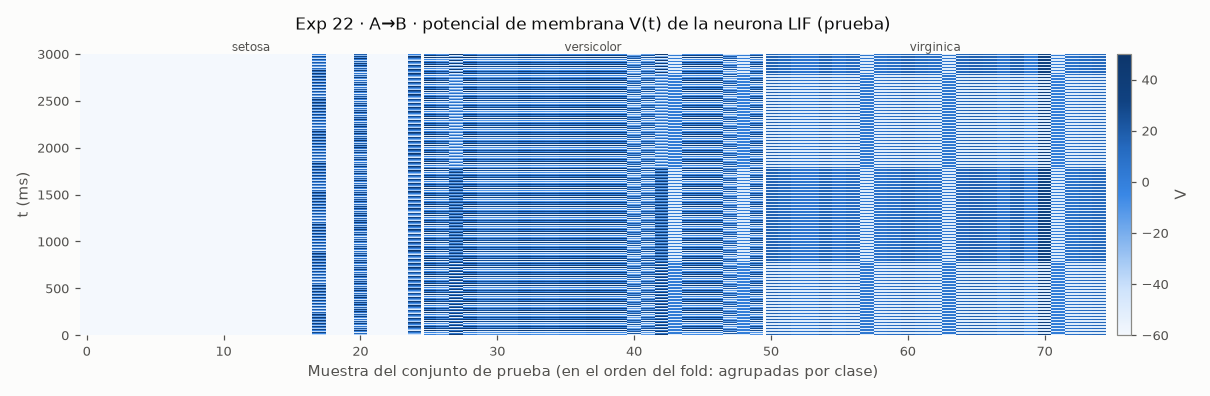 Exp 22 · A→B · potencial de membrana V(t) de la neurona LIF (prueba)
setosa versicolor virginica
3000
2500
2000
1500
1000
500
0
t (ms)
0 10 20 30 40 50 60 70
Muestra del conjunto de prueba (en el orden del fold: agrupadas por clase)
40
20
0
−20
−40
−60
V